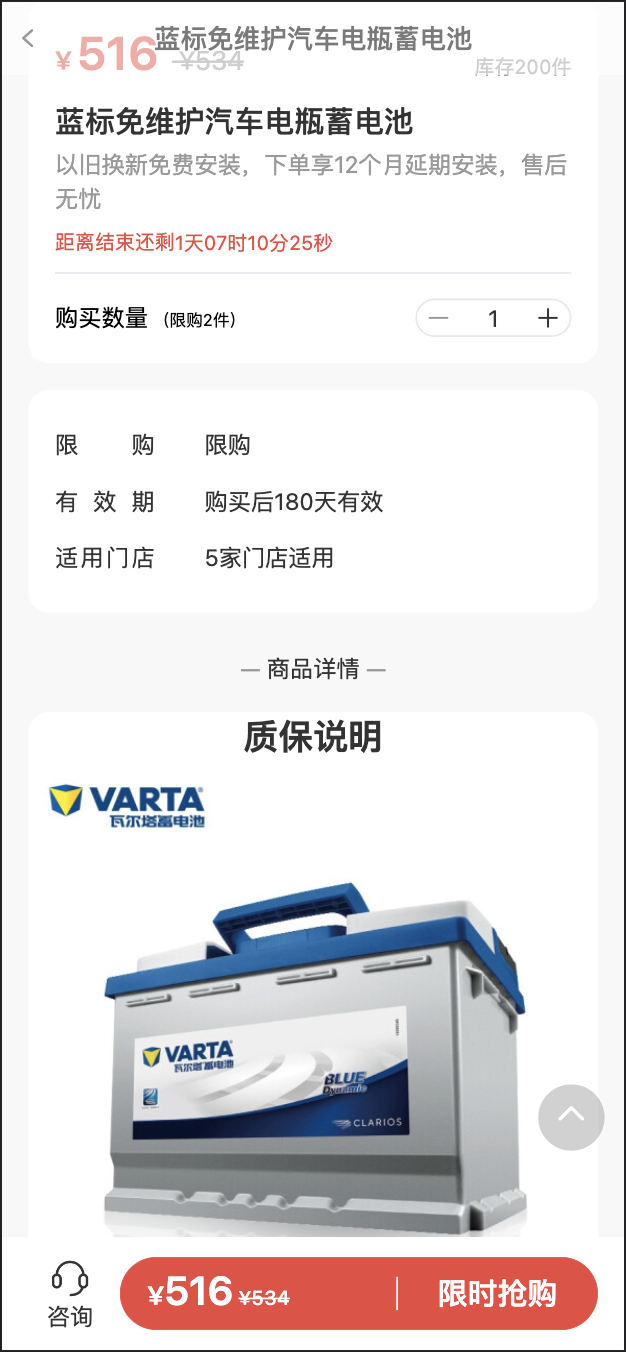 蓝标免维护汽车电瓶蓄电池
¥516 ¥534
库存200件
蓝标免维护汽车电瓶蓄电池
以旧换新免费安装，下单享12个月延期安装，售后
无忧
距离结束还剩1天07时10分25秒
购买数量 (限购2件) 1
限购 限购
有效期 购买后180天有效
适用门店 5家门店适用
商品详情
质保说明
VARTA
瓦尔塔蓄电池
VARTA
瓦尔塔蓄电池
BLUE
Dynamic
CLARIOS
咨询
¥516 ¥534 限时抢购